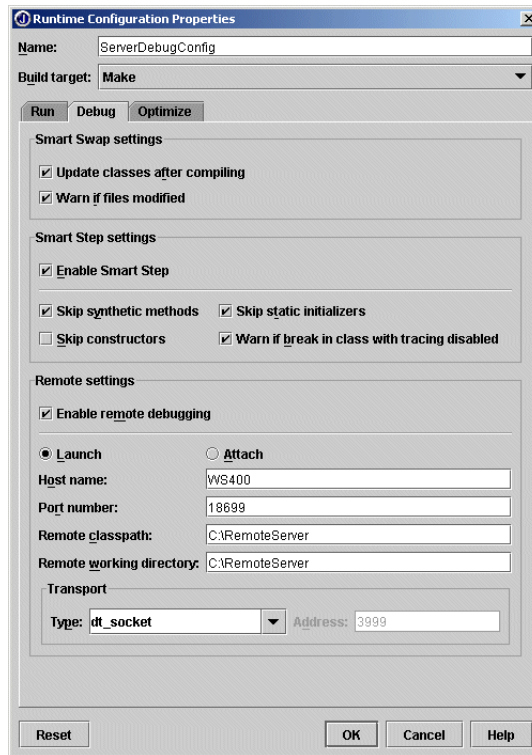 Runtime Configuration Properties
Name: ServerDebugConfig
Build target: Make
Run Debug Optimize
Smart Swap settings
Update classes after compiling
Warn if files modified
Smart Step settings
Enable Smart Step
Skip synthetic methods Skip static initializers
Skip constructors Warn if break in class with tracing disabled
Remote settings
Enable remote debugging
Launch Attach
Host name: WS400
Port number: 18699
Remote classpath: C:\RemoteServer
Remote working directory: C:\RemoteServer
Transport
Type: dt_socket Address: 3999
Reset OK Cancel Help